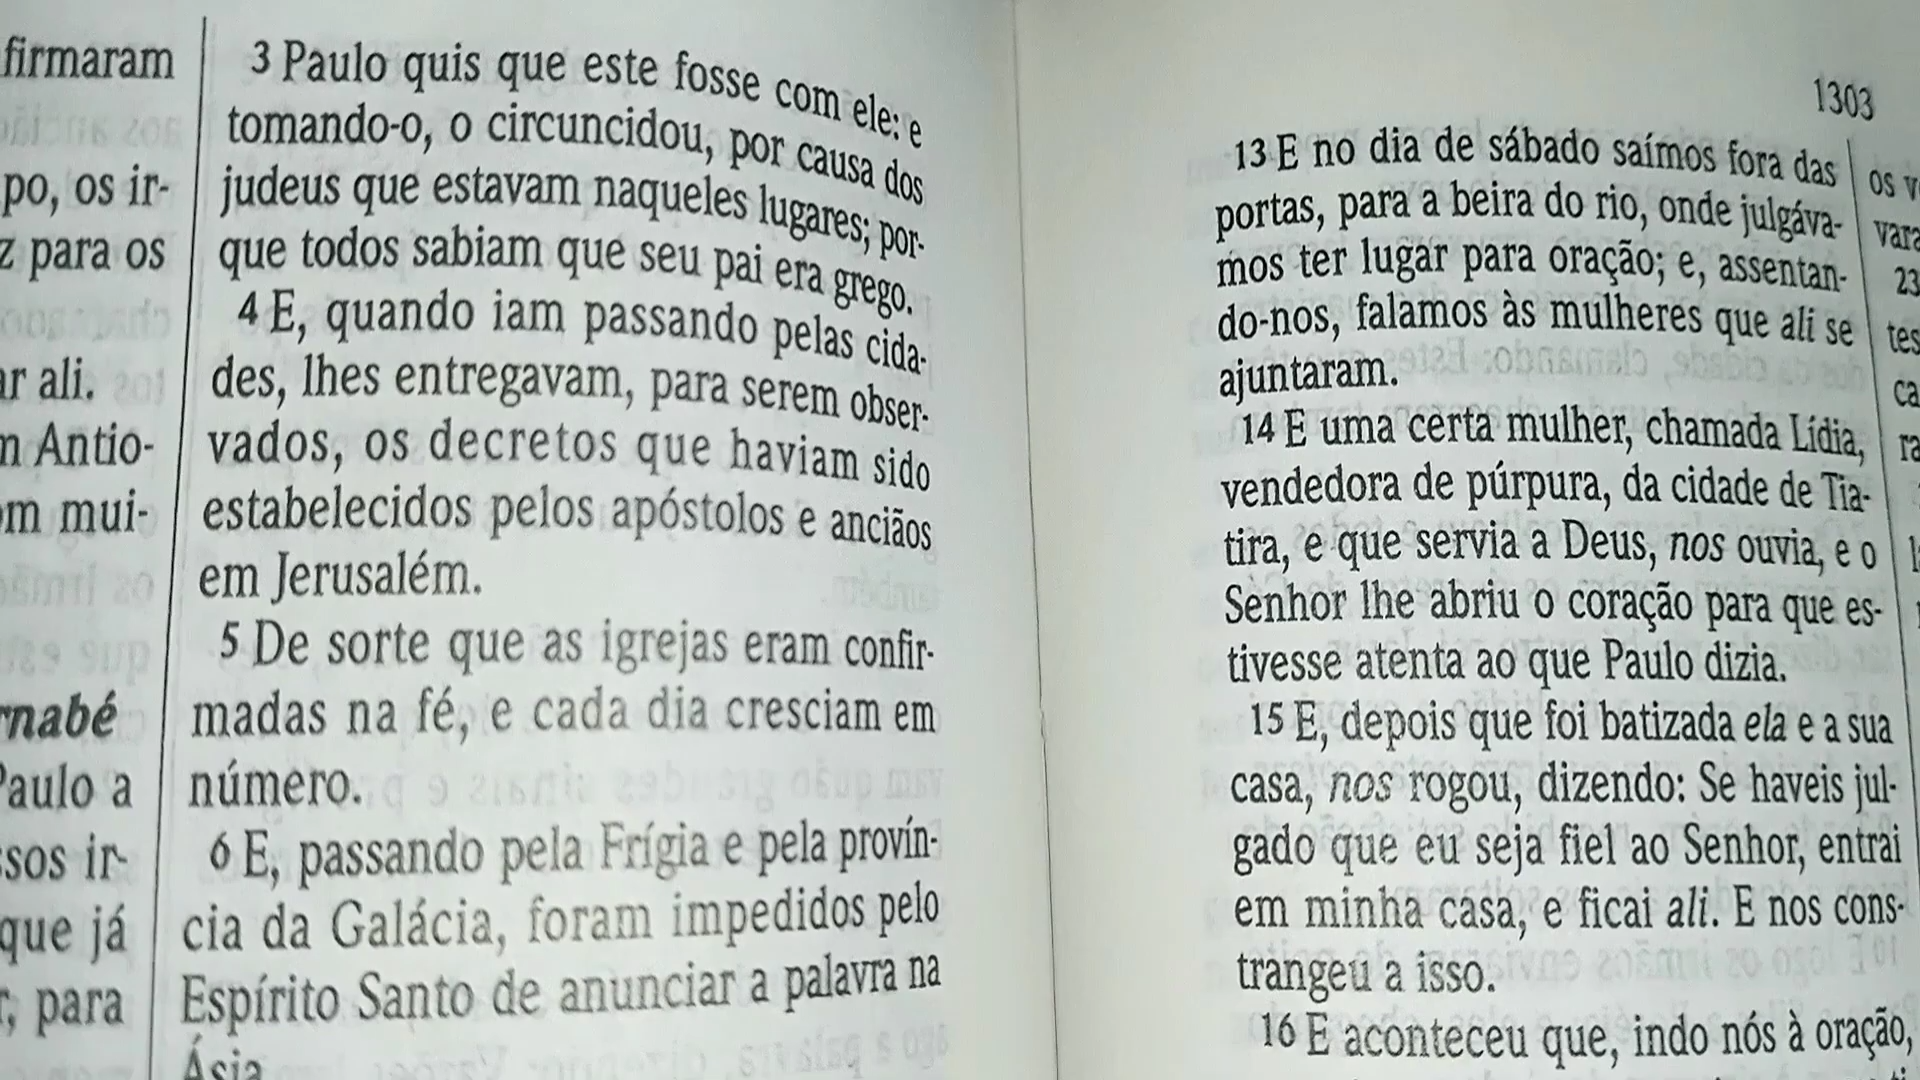 firmaram
po, os ir-
z para os
ar ali.
n Antio-
om mui-
rnabé
Paulo a
sos ir-
que já
r, para
3 Paulo quis que este fosse com ele: e
tomando-o, o circuncidou, por causa dos
judeus que estavam naqueles lugares; por-
que todos sabiam que seu pai era grego.
4 E, quando iam passando pelas cida-
des, lhes entregavam, para serem obser-
vados, os decretos que haviam sido
estabelecidos pelos apóstolos e anciãos
em Jerusalém.
5 De sorte que as igrejas eram confir-
madas na fé, e cada dia cresciam em
número.
6 E, passando pela Frígia e pela provín-
cia da Galácia, foram impedidos pelo
Espírito Santo de anunciar a palavra na
Ásia
1303
13 E no dia de sábado saímos fora das
portas, para a beira do rio, onde julgáva-
mos ter lugar para oração; e, assentan-
do-nos, falamos às mulheres que ali se
ajuntaram.
14 E uma certa mulher, chamada Lídia,
vendedora de púrpura, da cidade de Tia-
tira, e que servia a Deus, nos ouvia, e o
Senhor lhe abriu o coração para que es-
tivesse atenta ao que Paulo dizia.
15 E, depois que foi batizada ela e a sua
casa, nos rogou, dizendo: Se haveis jul-
gado que eu seja fiel ao Senhor, entrai
em minha casa, e ficai ali. E nos cons-
trangeu a isso.
16 E aconteceu que, indo nós à oração,
os v
vara
23
tes
ca
ra